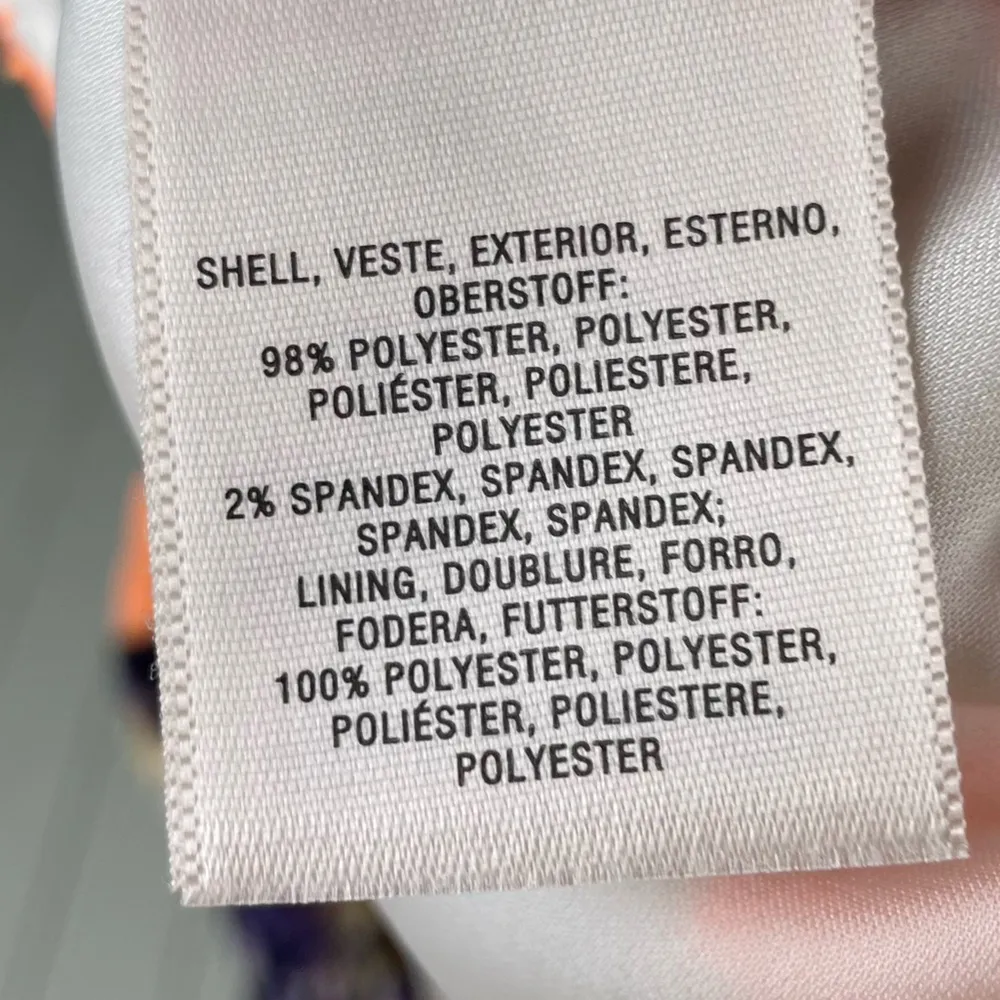 SHELL, VESTE, EXTERIOR, ESTERNO,
OBERSTOFF:
98% POLYESTER, POLYESTER,
POLIÉSTER, POLIESTERE,
POLYESTER
2% SPANDEX, SPANDEX, SPANDEX,
SPANDEX, SPANDEX;
LINING, DOUBLURE, FORRO,
FODERA, FUTTERSTOFF:
100% POLYESTER, POLYESTER,
POLIÉSTER, POLIESTERE,
POLYESTER